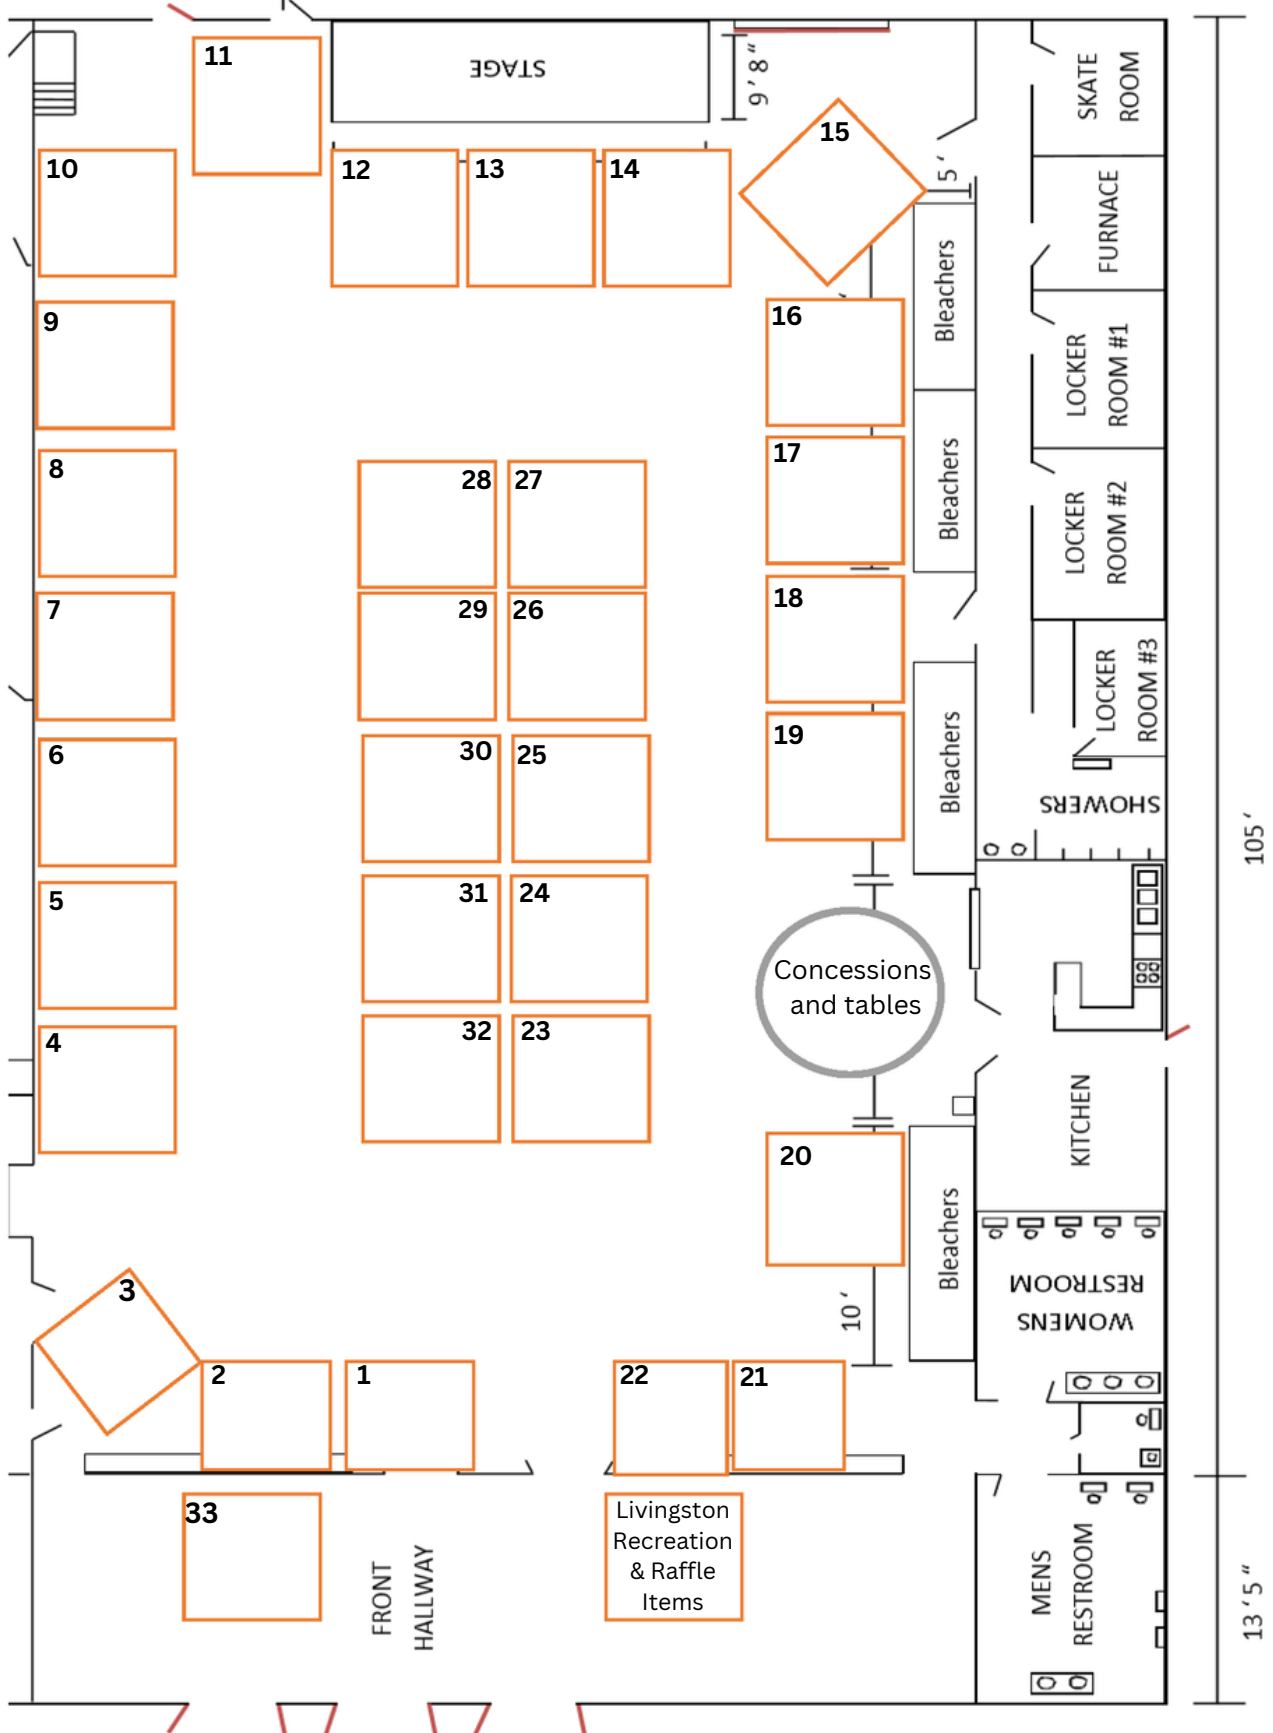 11
STAGE
9'8"
SKATE
ROOM
15
10
12
13
14
5'
FURNACE
Bleachers
9
16
LOCKER
ROOM #1
8
28
27
17
Bleachers
LOCKER
ROOM #2
7
29
26
18
6
30
25
19
Bleachers
LOCKER
ROOM #3
SHOWERS
105'
5
31
24
Concessions
and tables
4
32
23
KITCHEN
20
Bleachers
WOMENS
RESTROOM
3
10'
2
1
22
21
33
FRONT
HALLWAY
Livingston
Recreation
& Raffle
Items
MENS
RESTROOM
13'5"